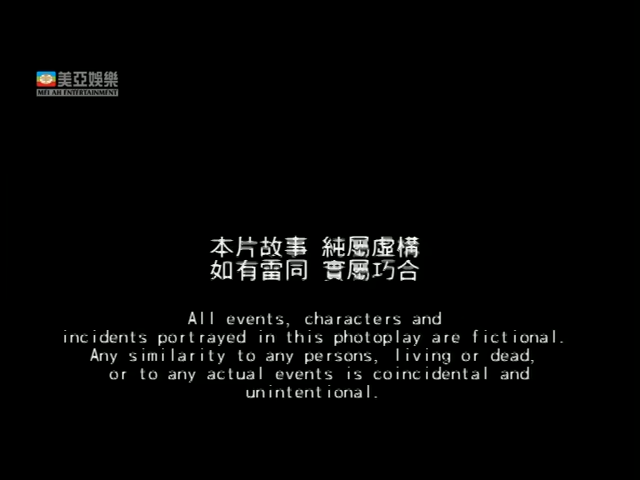 美亞娛樂
MEI AH ENTERTAINMENT
本片故事 純屬虛構
如有雷同 實屬巧合
All events, characters and
incidents portrayed in this photoplay are fictional.
Any similarity to any persons, living or dead,
or to any actual events is coincidental and
unintentional.